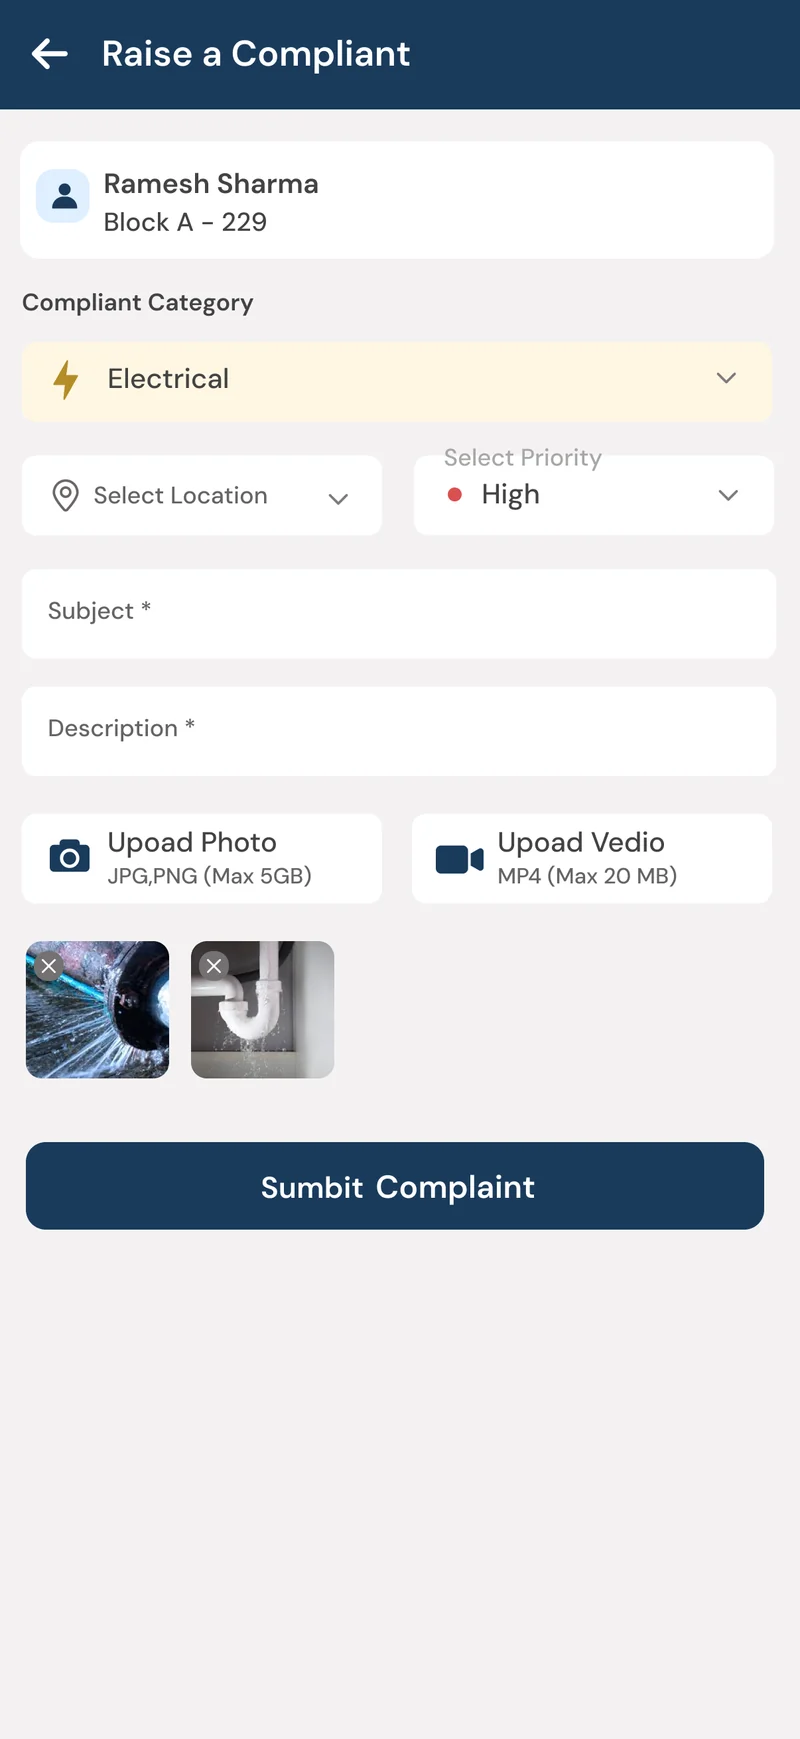 Raise a Compliant
Ramesh Sharma
Block A - 229
Compliant Category
Electrical
Select Location
Select Priority
High
Subject *
Description *
Upoad Photo
JPG,PNG (Max 5GB)
Upoad Vedio
MP4 (Max 20 MB)
Sumbit Complaint